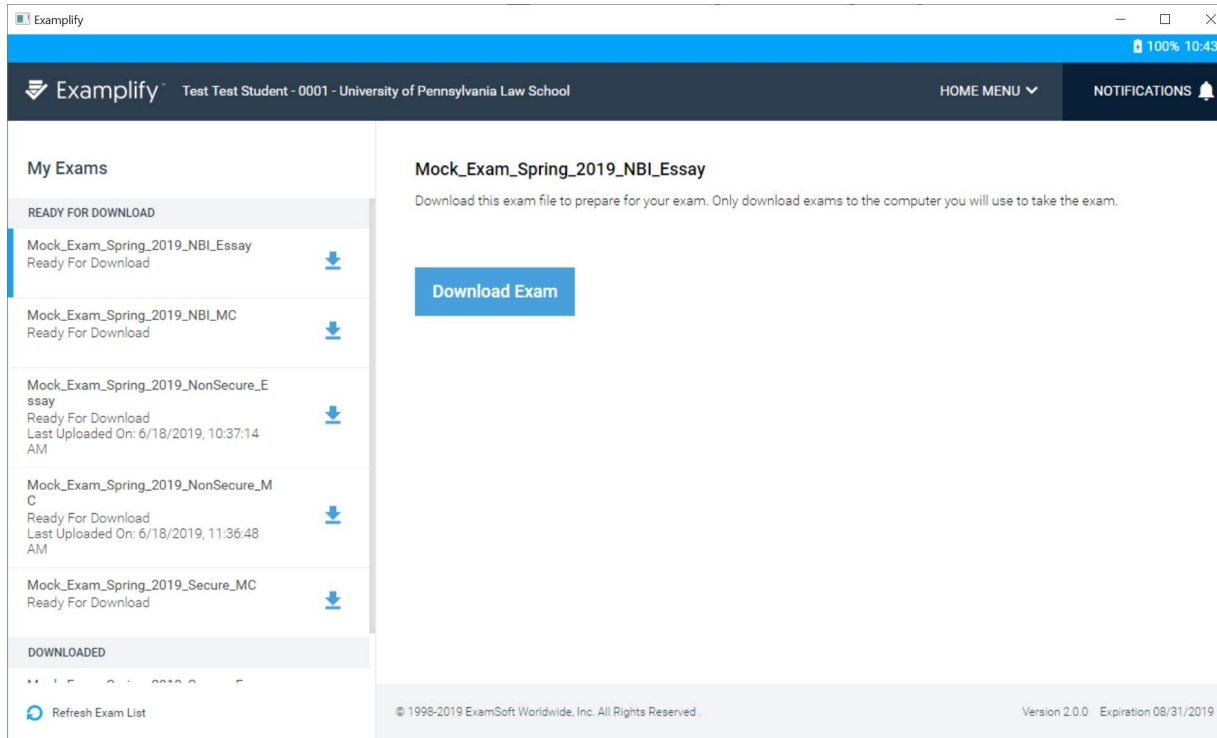 Examplify
100% 10:43
Examplify Test Test Student - 0001 - University of Pennsylvania Law School HOME MENU NOTIFICATIONS
My Exams
READY FOR DOWNLOAD
Mock_Exam_Spring_2019_NBI_Essay
Ready For Download
Mock_Exam_Spring_2019_NBI_MC
Ready For Download
Mock_Exam_Spring_2019_NonSecure_E
ssay
Ready For Download
Last Uploaded On: 6/18/2019, 10:37:14
AM
Mock_Exam_Spring_2019_NonSecure_M
C
Ready For Download
Last Uploaded On: 6/18/2019, 11:36:48
AM
Mock_Exam_Spring_2019_Secure_MC
Ready For Download
DOWNLOADED
Refresh Exam List
Mock_Exam_Spring_2019_NBI_Essay
Download this exam file to prepare for your exam. Only download exams to the computer you will use to take the exam.
Download Exam
© 1998-2019 ExamSoft Worldwide, Inc. All Rights Reserved .
Version 2.0.0 Expiration 08/31/2019